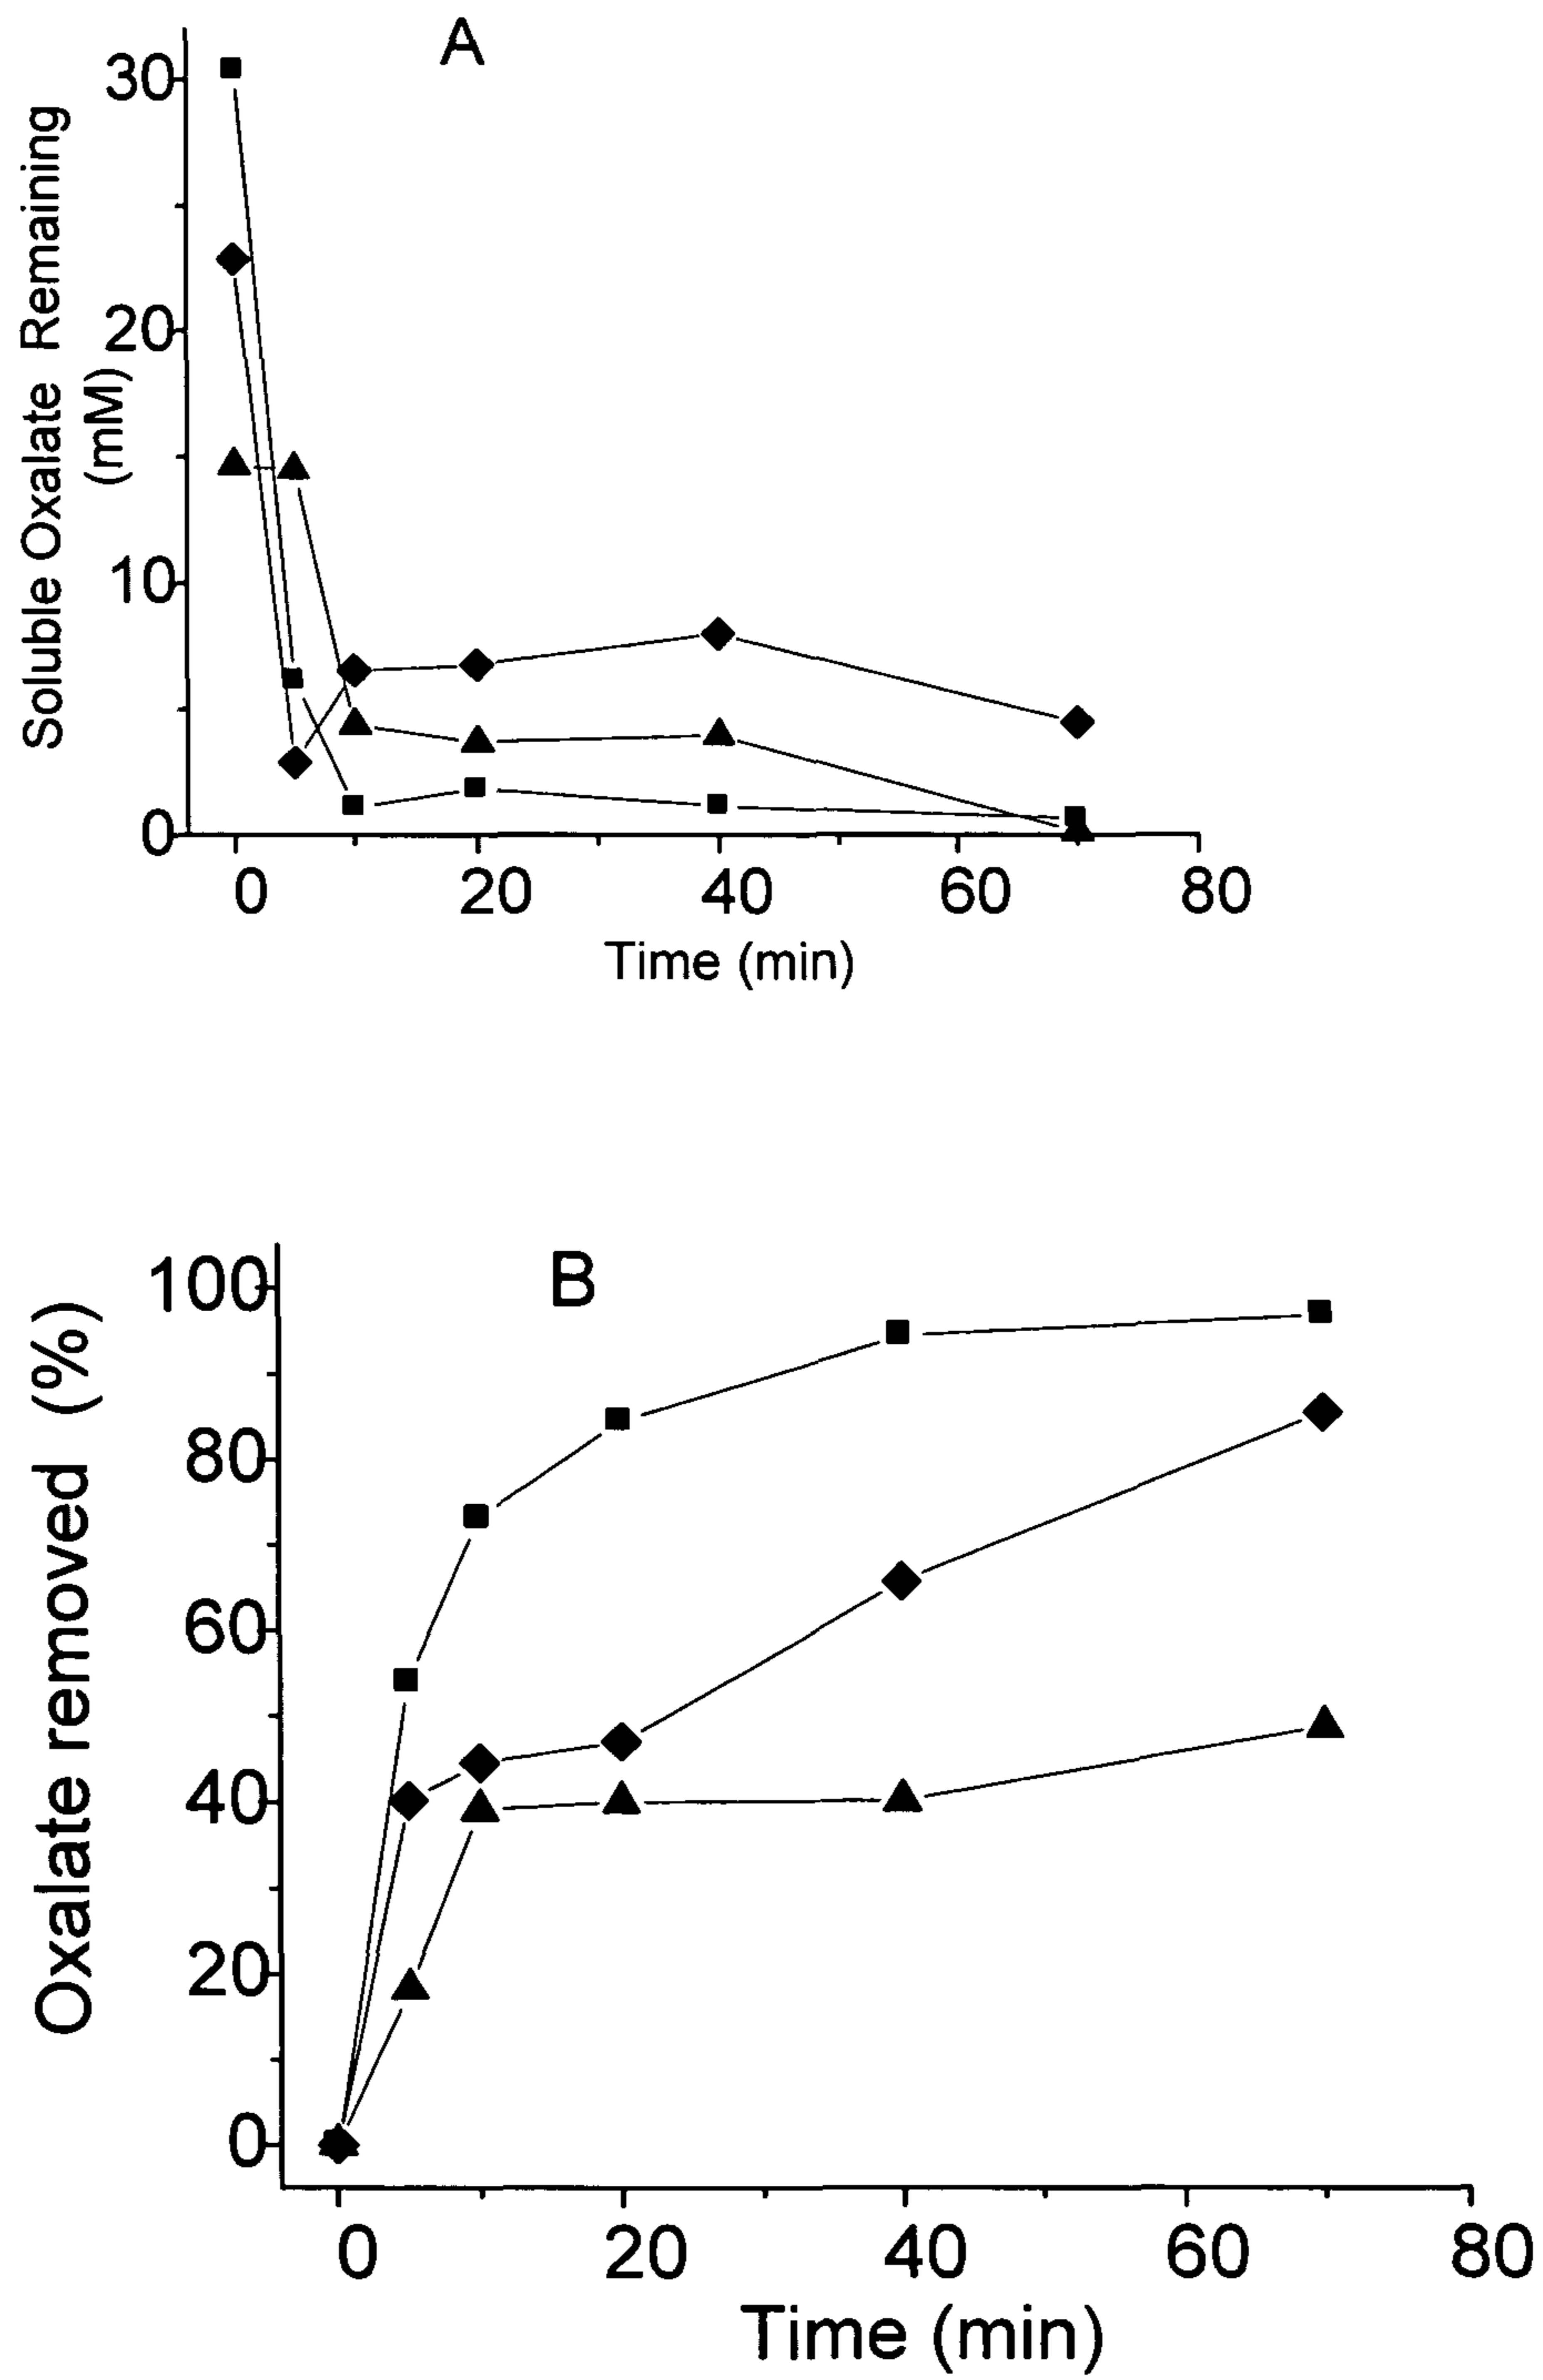 A
30
20
10
0
Soluble Oxalate Remaining
(mM)
0 20 40 60 80
Time (min)
B
100
80
60
40
20
0
Oxalate removed (%)
0 20 40 60 80
Time (min)